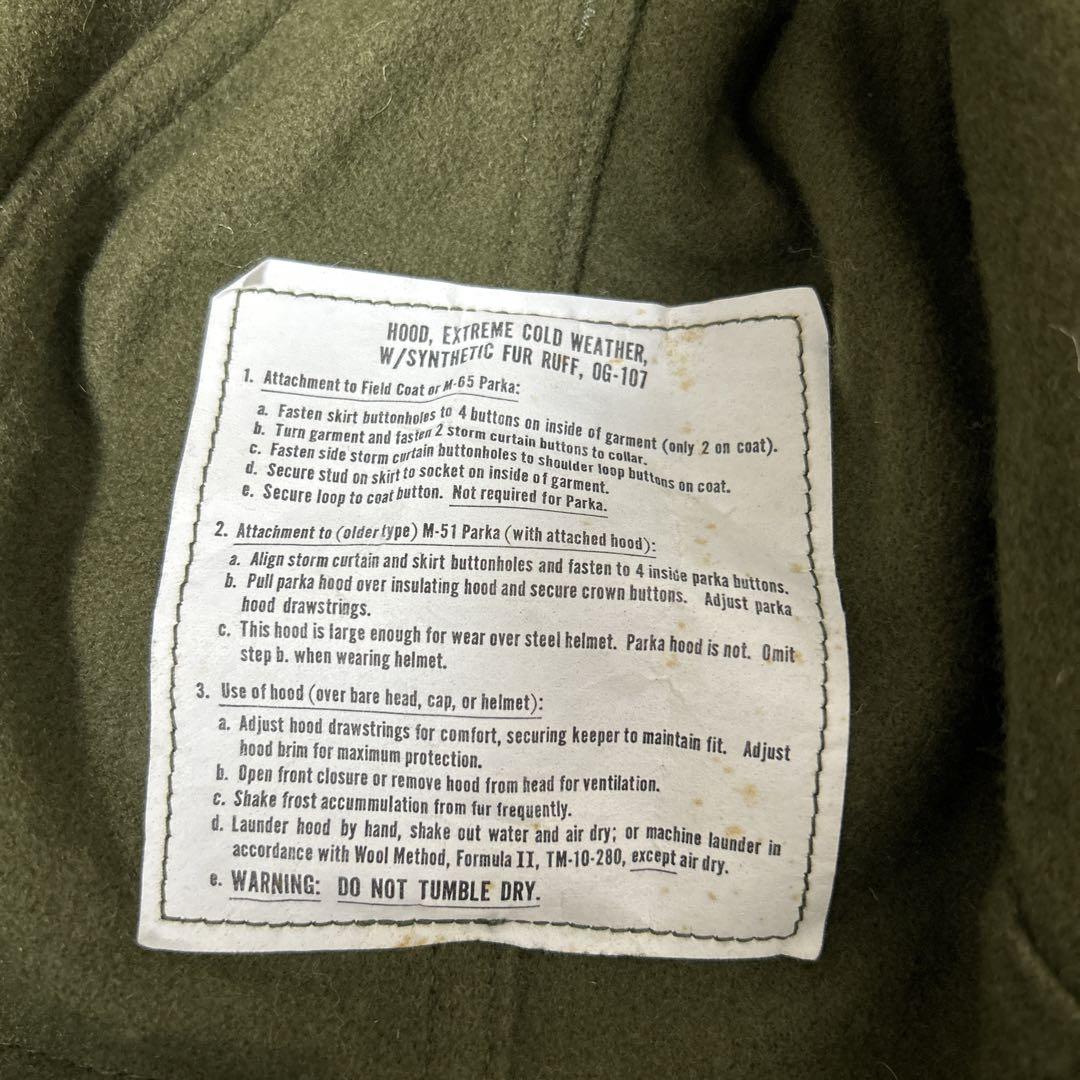 HOOD, EXTREME COLD WEATHER,
W/SYNTHETIC FUR RUFF, OG-107
1. Attachment to Field Coat or M-65 Parka:
a. Fasten skirt buttonholes to 4 buttons on inside of garment (only 2 on coat).
b. Turn garment and fasten 2 storm curtain buttons to collar.
c. Fasten side storm curtain buttonholes to shoulder loop buttons on coat.
d. Secure stud on skirt to socket on inside of garment.
e. Secure loop to coat button. Not required for Parka.
2. Attachment to (older type) M-51 Parka (with attached hood):
a. Align storm curtain and skirt buttonholes and fasten to 4 inside parka buttons.
b. Pull parka hood over insulating hood and secure crown buttons. Adjust parka
hood drawstrings.
c. This hood is large enough for wear over steel helmet. Parka hood is not. Omit
step b. when wearing helmet.
3. Use of hood (over bare head, cap, or helmet):
a. Adjust hood drawstrings for comfort, securing keeper to maintain fit. Adjust
hood brim for maximum protection.
b. Open front closure or remove hood from head for ventilation.
c. Shake frost accummulation from fur frequently.
d. Launder hood by hand, shake out water and air dry; or machine launder in
accordance with Wool Method, Formula II, TM-10-280, except air dry.
e. WARNING: DO NOT TUMBLE DRY.